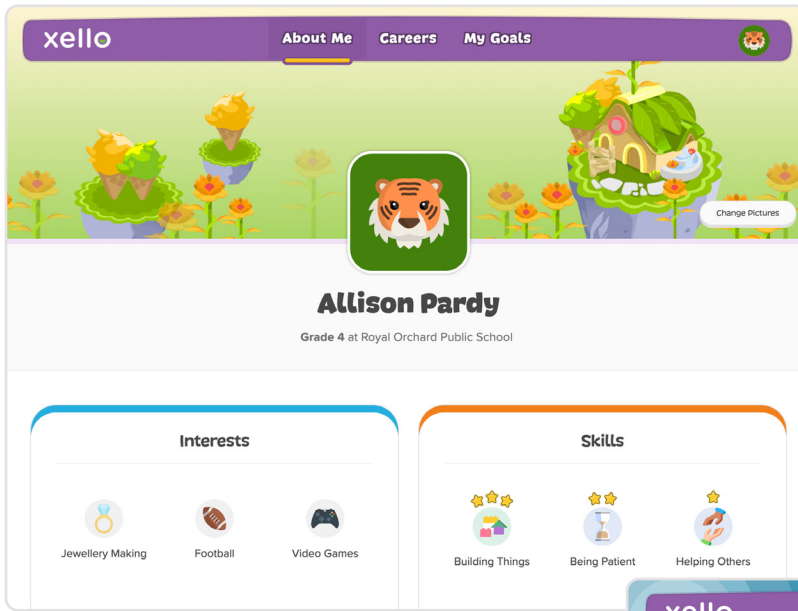 xello
About Me Careers My Goals
Change Pictures
Allison Pardy
Grade 4 at Royal Orchard Public School
Interests
Jewellery Making Football Video Games
Skills
Building Things Being Patient Helping Others
xello